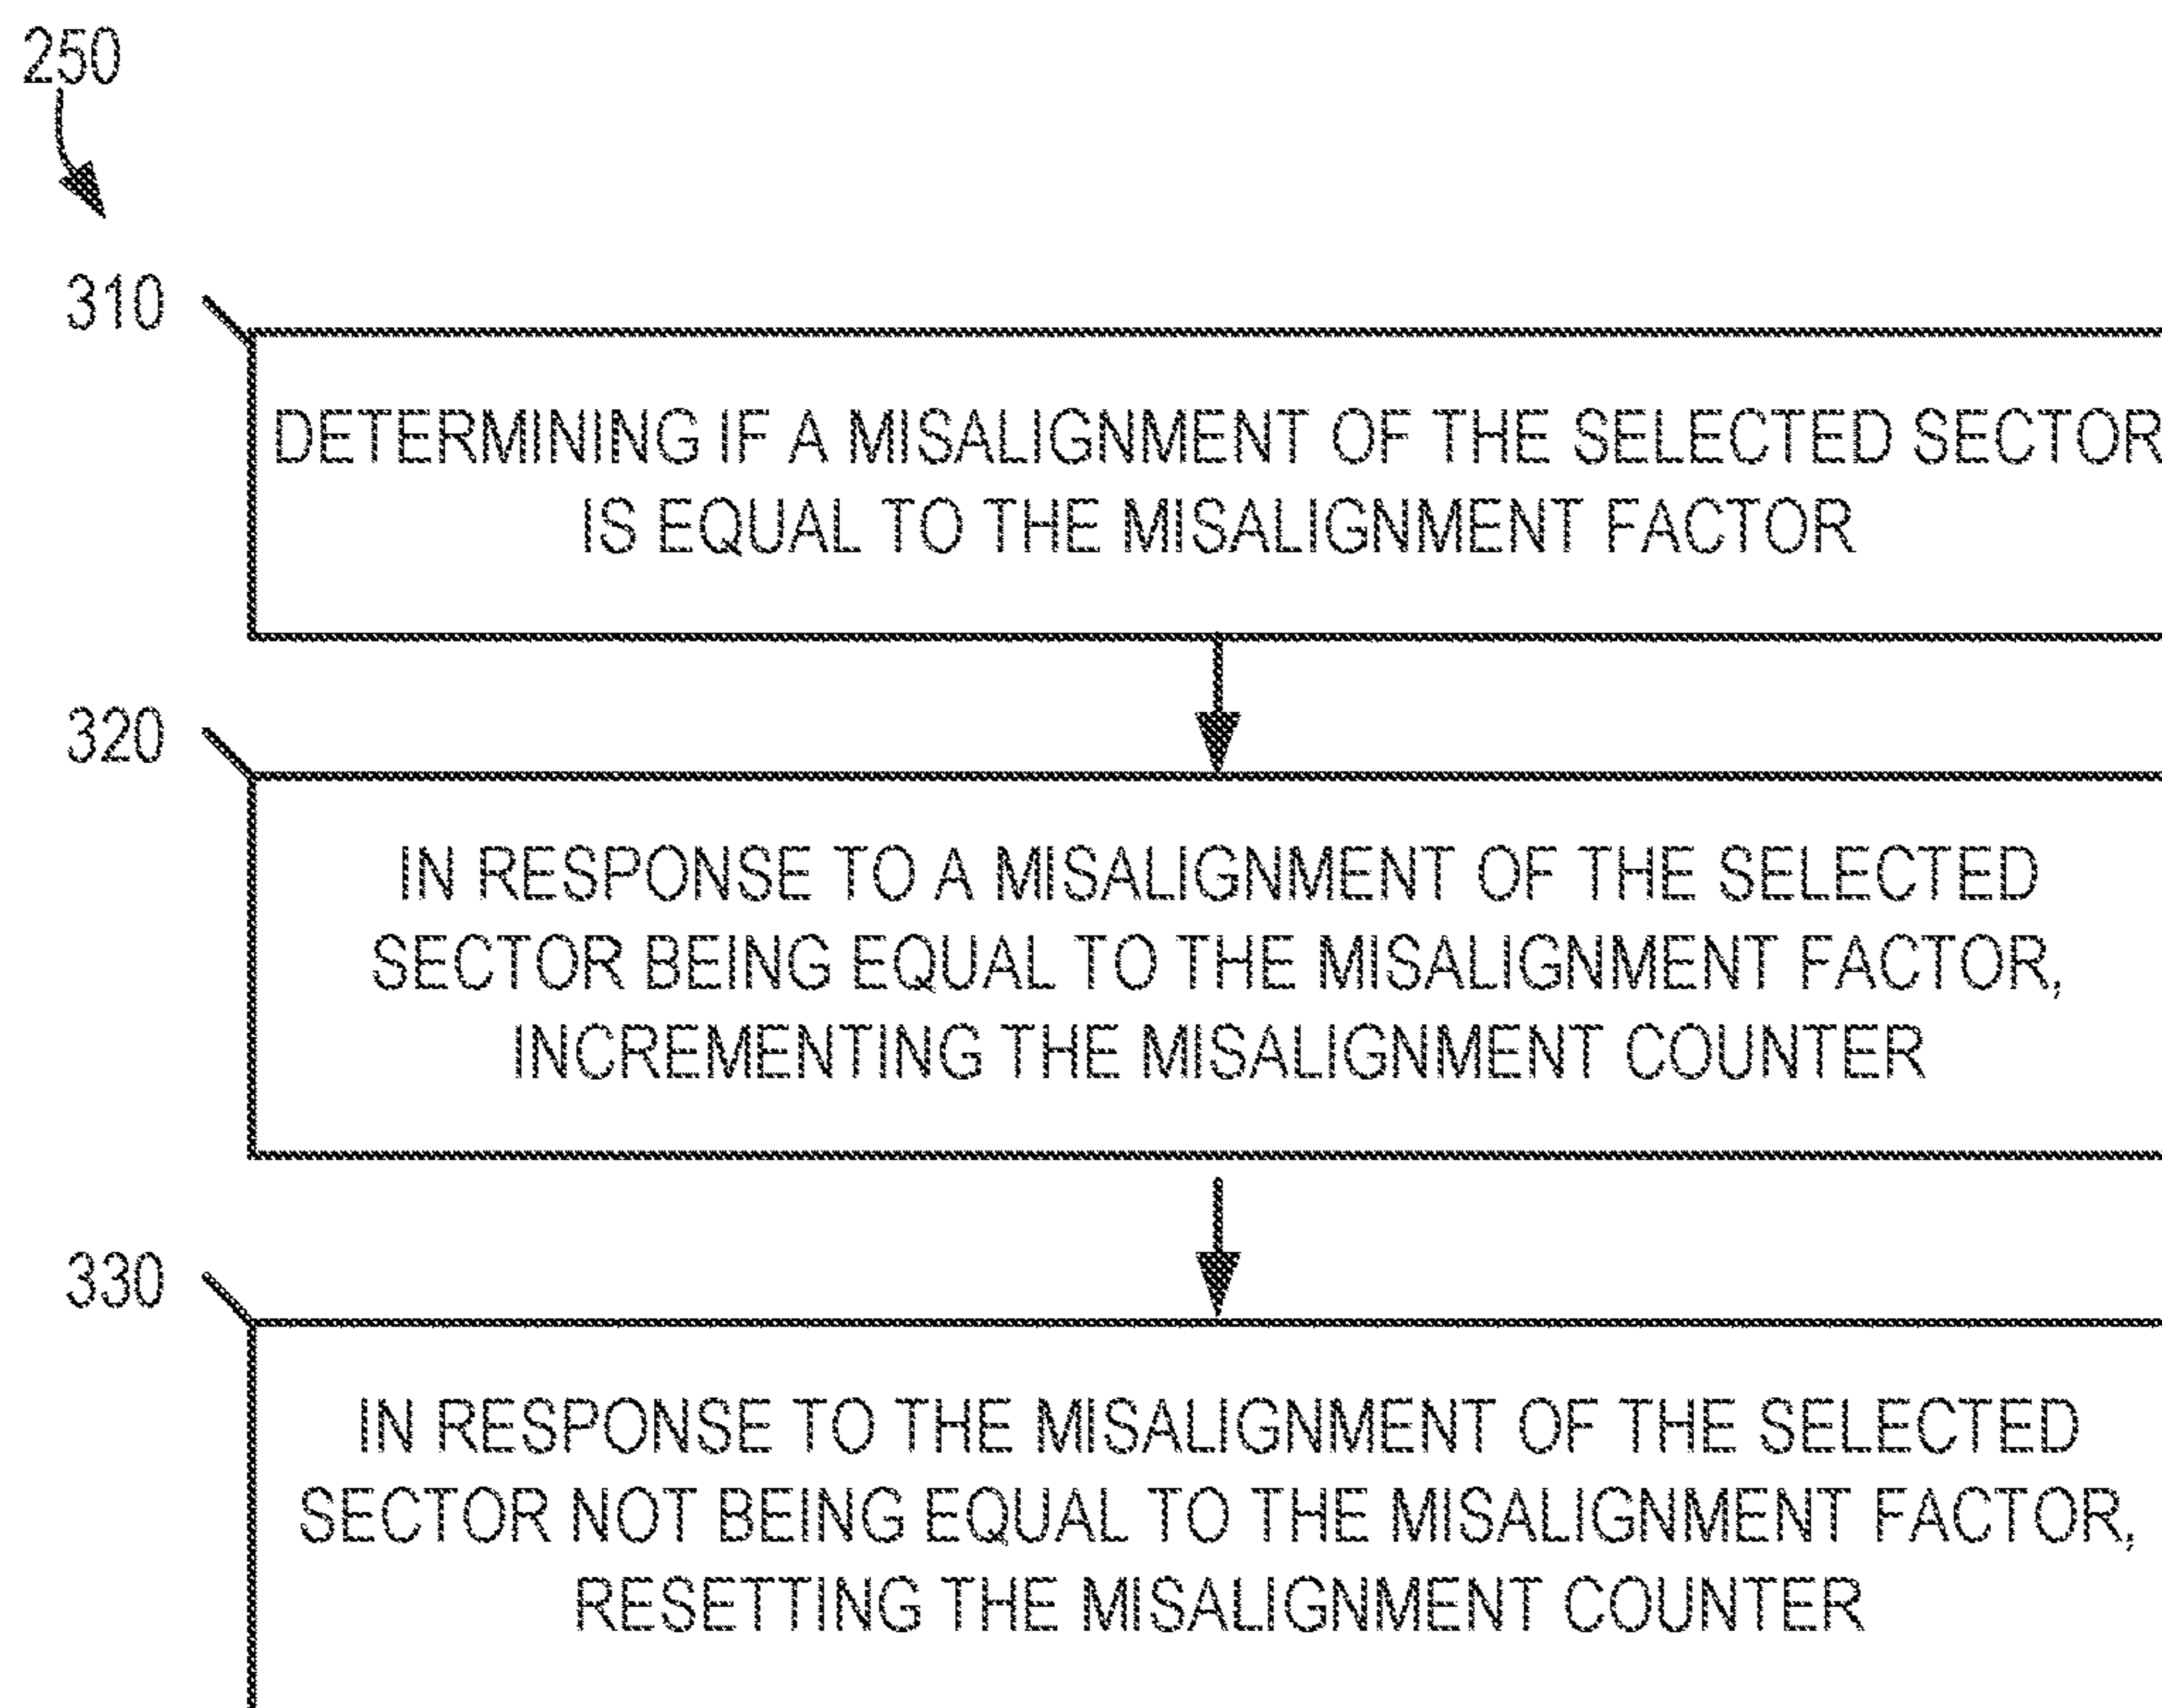 250
310
DETERMINING IF A MISALIGNMENT OF THE SELECTED SECTOR
IS EQUAL TO THE MISALIGNMENT FACTOR
320
IN RESPONSE TO A MISALIGNMENT OF THE SELECTED
SECTOR BEING EQUAL TO THE MISALIGNMENT FACTOR,
INCREMENTING THE MISALIGNMENT COUNTER
330
IN RESPONSE TO THE MISALIGNMENT OF THE SELECTED
SECTOR NOT BEING EQUAL TO THE MISALIGNMENT FACTOR,
RESETTING THE MISALIGNMENT COUNTER